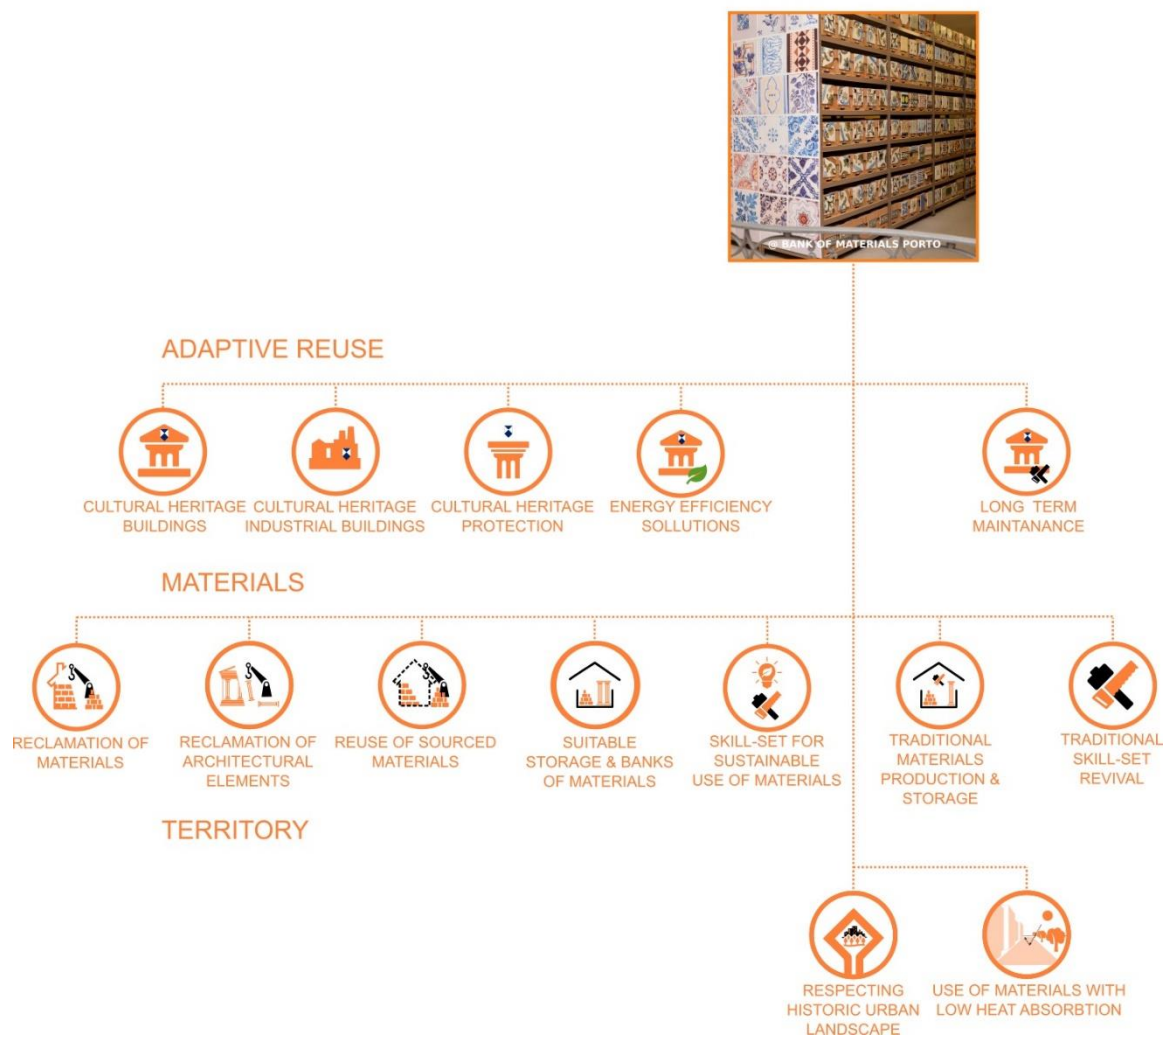 @ BANK OF MATERIALS PORTO
ADAPTIVE REUSE
CULTURAL HERITAGE
BUILDINGS
CULTURAL HERITAGE
INDUSTRIAL BUILDINGS
CULTURAL HERITAGE
PROTECTION
ENERGY EFFICIENCY
SOLLUTIONS
LONG TERM
MAINTANANCE
MATERIALS
RECLAMATION OF
MATERIALS
RECLAMATION OF
ARCHITECTURAL
ELEMENTS
REUSE OF SOURCED
MATERIALS
SUITABLE
STORAGE & BANKS
OF MATERIALS
SKILL-SET FOR
SUSTAINABLE
USE OF MATERIALS
TRADITIONAL
MATERIALS
PRODUCTION &
STORAGE
TRADITIONAL
SKILL-SET
REVIVAL
TERRITORY
RESPECTING
HISTORIC URBAN
LANDSCAPE
USE OF MATERIALS WITH
LOW HEAT ABSORBTION